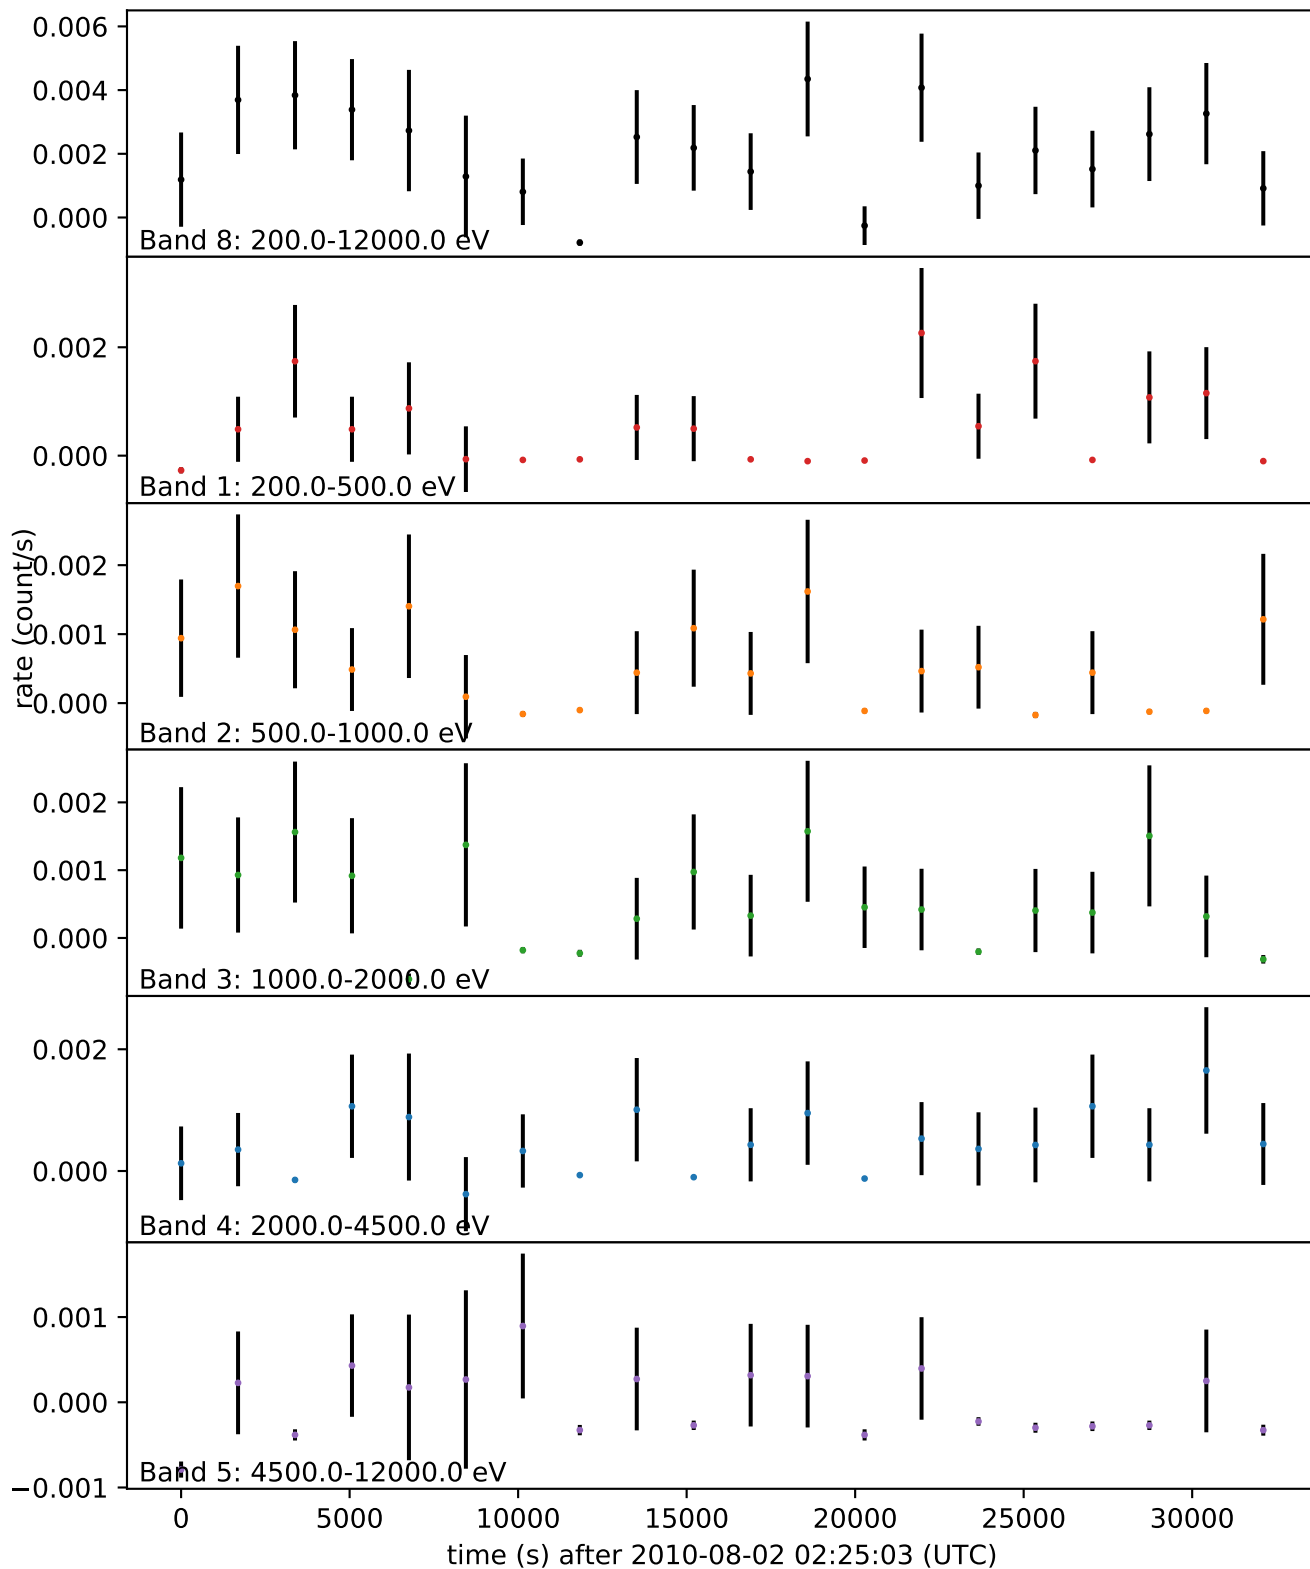 0.006
0.004
0.002
0.000
Band 8: 200.0-12000.0 eV
0.002
0.000
Band 1: 200.0-500.0 eV
rate (count/s)
0.002
0.001
0.000
Band 2: 500.0-1000.0 eV
0.002
0.001
0.000
Band 3: 1000.0-2000.0 eV
0.002
0.000
Band 4: 2000.0-4500.0 eV
0.001
0.000
−0.001
Band 5: 4500.0-12000.0 eV
0 5000 10000 15000 20000 25000 30000
time (s) after 2010-08-02 02:25:03 (UTC)